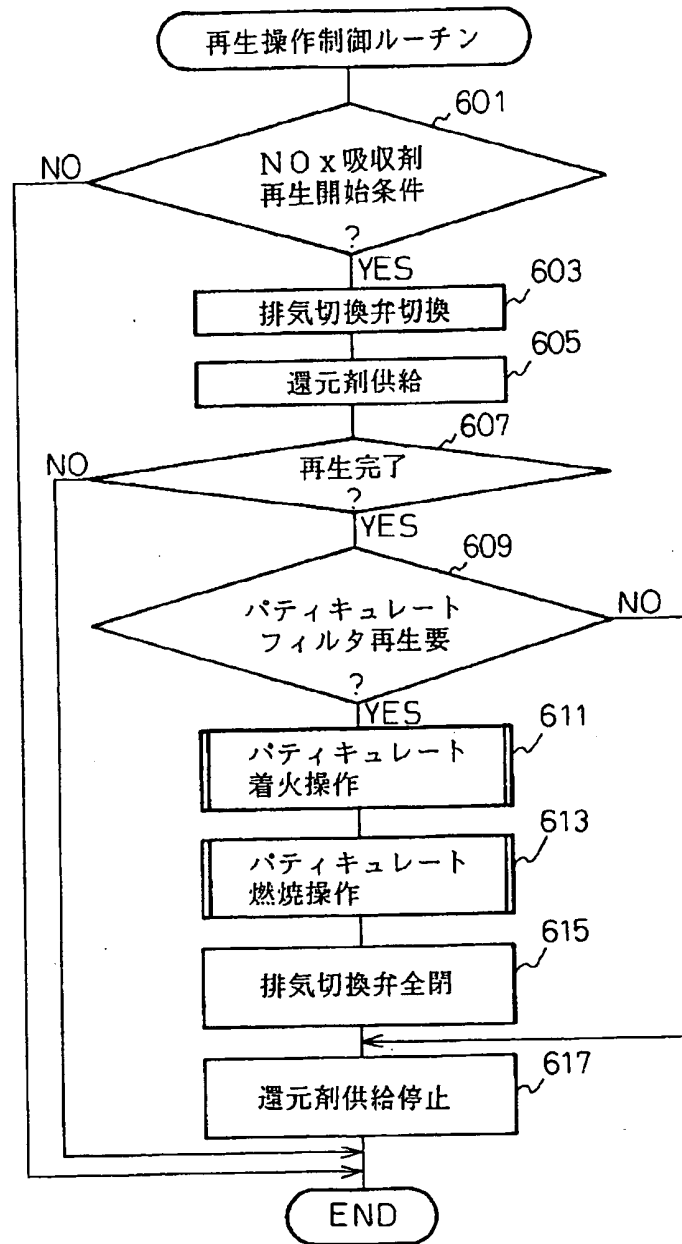 再生操作制御ルーチン
601
NOx吸収剤
再生開始条件
?
NO
YES
603
排気切換弁切換
605
還元剤供給
607
再生完了
?
NO
YES
609
パティキュレート
フィルタ再生要
?
NO
YES
611
パティキュレート
着火操作
613
パティキュレート
燃焼操作
615
排気切換弁全閉
617
還元剤供給停止
END